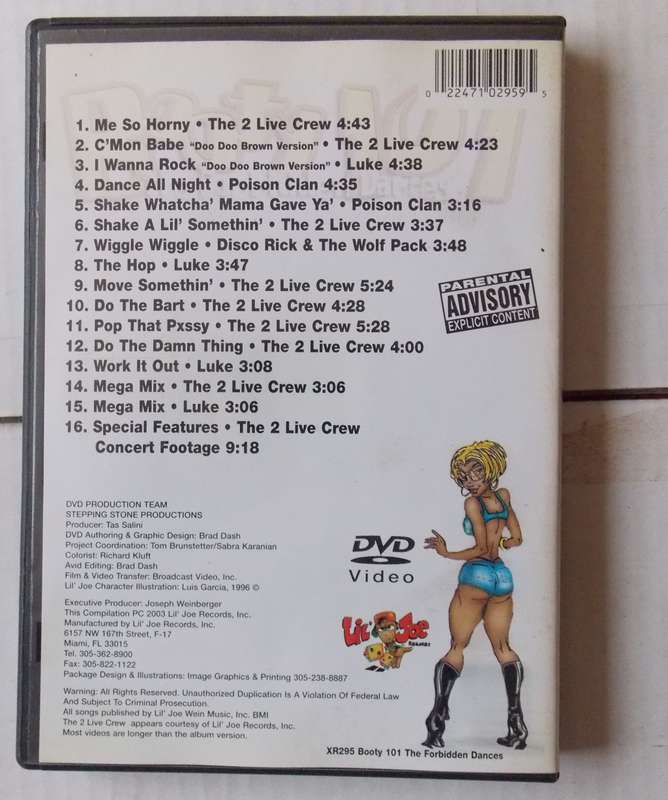 0 22471 02959 5
1. Me So Horny • The 2 Live Crew 4:43
2. C'Mon Babe "Doo Doo Brown Version" • The 2 Live Crew 4:23
3. I Wanna Rock "Doo Doo Brown Version" • Luke 4:38
4. Dance All Night • Poison Clan 4:35
5. Shake Whatcha' Mama Gave Ya' • Poison Clan 3:16
6. Shake A Lil' Somethin' • The 2 Live Crew 3:37
7. Wiggle Wiggle • Disco Rick & The Wolf Pack 3:48
8. The Hop • Luke 3:47
9. Move Somethin' • The 2 Live Crew 5:24
10. Do The Bart • The 2 Live Crew 4:28
11. Pop That Pxssy • The 2 Live Crew 5:28
12. Do The Damn Thing • The 2 Live Crew 4:00
13. Work It Out • Luke 3:08
14. Mega Mix • The 2 Live Crew 3:06
15. Mega Mix • Luke 3:06
16. Special Features • The 2 Live Crew
Concert Footage 9:18
PARENTAL
ADVISORY
EXPLICIT CONTENT
DVD PRODUCTION TEAM
STEPPING STONE PRODUCTIONS
Producer: Tas Salini
DVD Authoring & Graphic Design: Brad Dash
Project Coordination: Tom Brunstetter/Sabra Karanian
Colorist: Richard Kluft
Avid Editing: Brad Dash
Film & Video Transfer: Broadcast Video, Inc.
Lil' Joe Character Illustration: Luis Garcia, 1996 ©
Executive Producer: Joseph Weinberger
This Compilation PC 2003 Lil' Joe Records, Inc.
Manufactured by Lil' Joe Records, Inc.
6157 NW 167th Street, F-17
Miami, FL 33015
Tel. 305-362-8900
Fax: 305-822-1122
Package Design & Illustrations: Image Graphics & Printing 305-238-8887
Warning: All Rights Reserved. Unauthorized Duplication Is A Violation Of Federal Law
And Subject To Criminal Prosecution.
All songs published by Lil' Joe Wein Music, Inc. BMI
The 2 Live Crew appears courtesy of Lil' Joe Records, Inc.
Most videos are longer than the album version.
DVD
Video
Lil' Joe
RECORDS
XR295 Booty 101 The Forbidden Dances